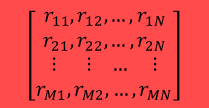 r₁₁, r₁₂, … , r₁N
r₂₁, r₂₂, … , r₂N
⋮ ⋮ … ⋮
rM₁, rM₂, … , rMN